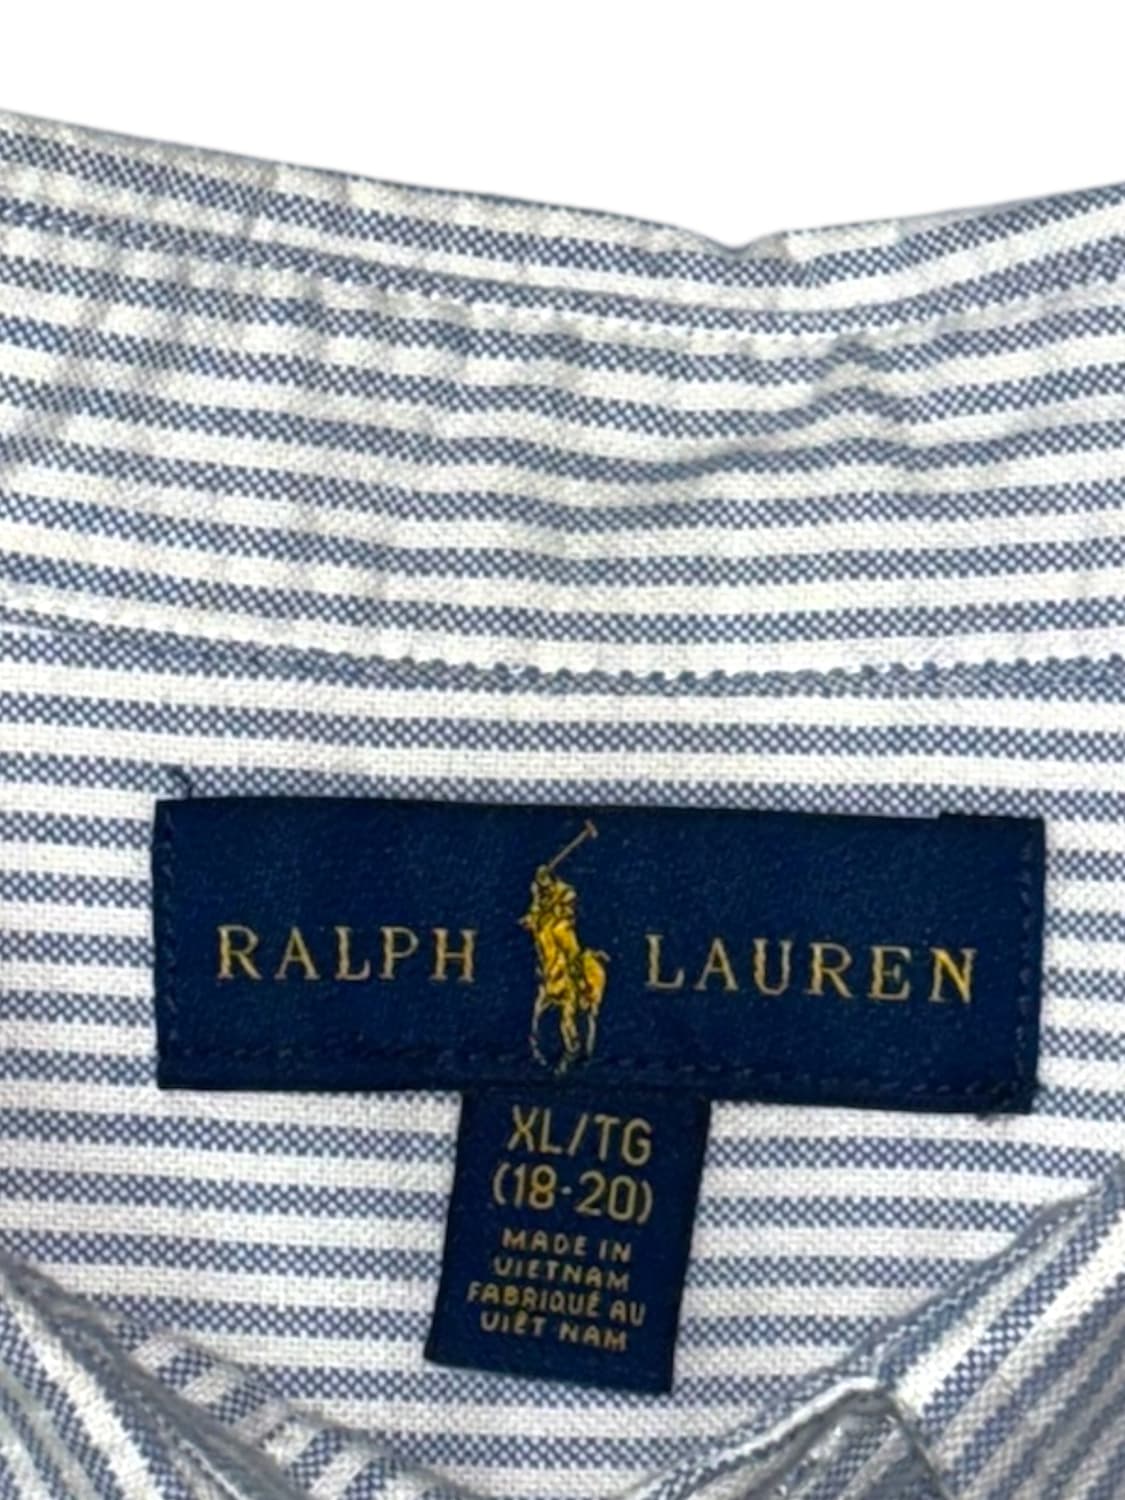 RALPH LAUREN
XL/TG
(18-20)
MADE IN
VIETNAM
FABRIQUÉ AU
VIÊT NAM